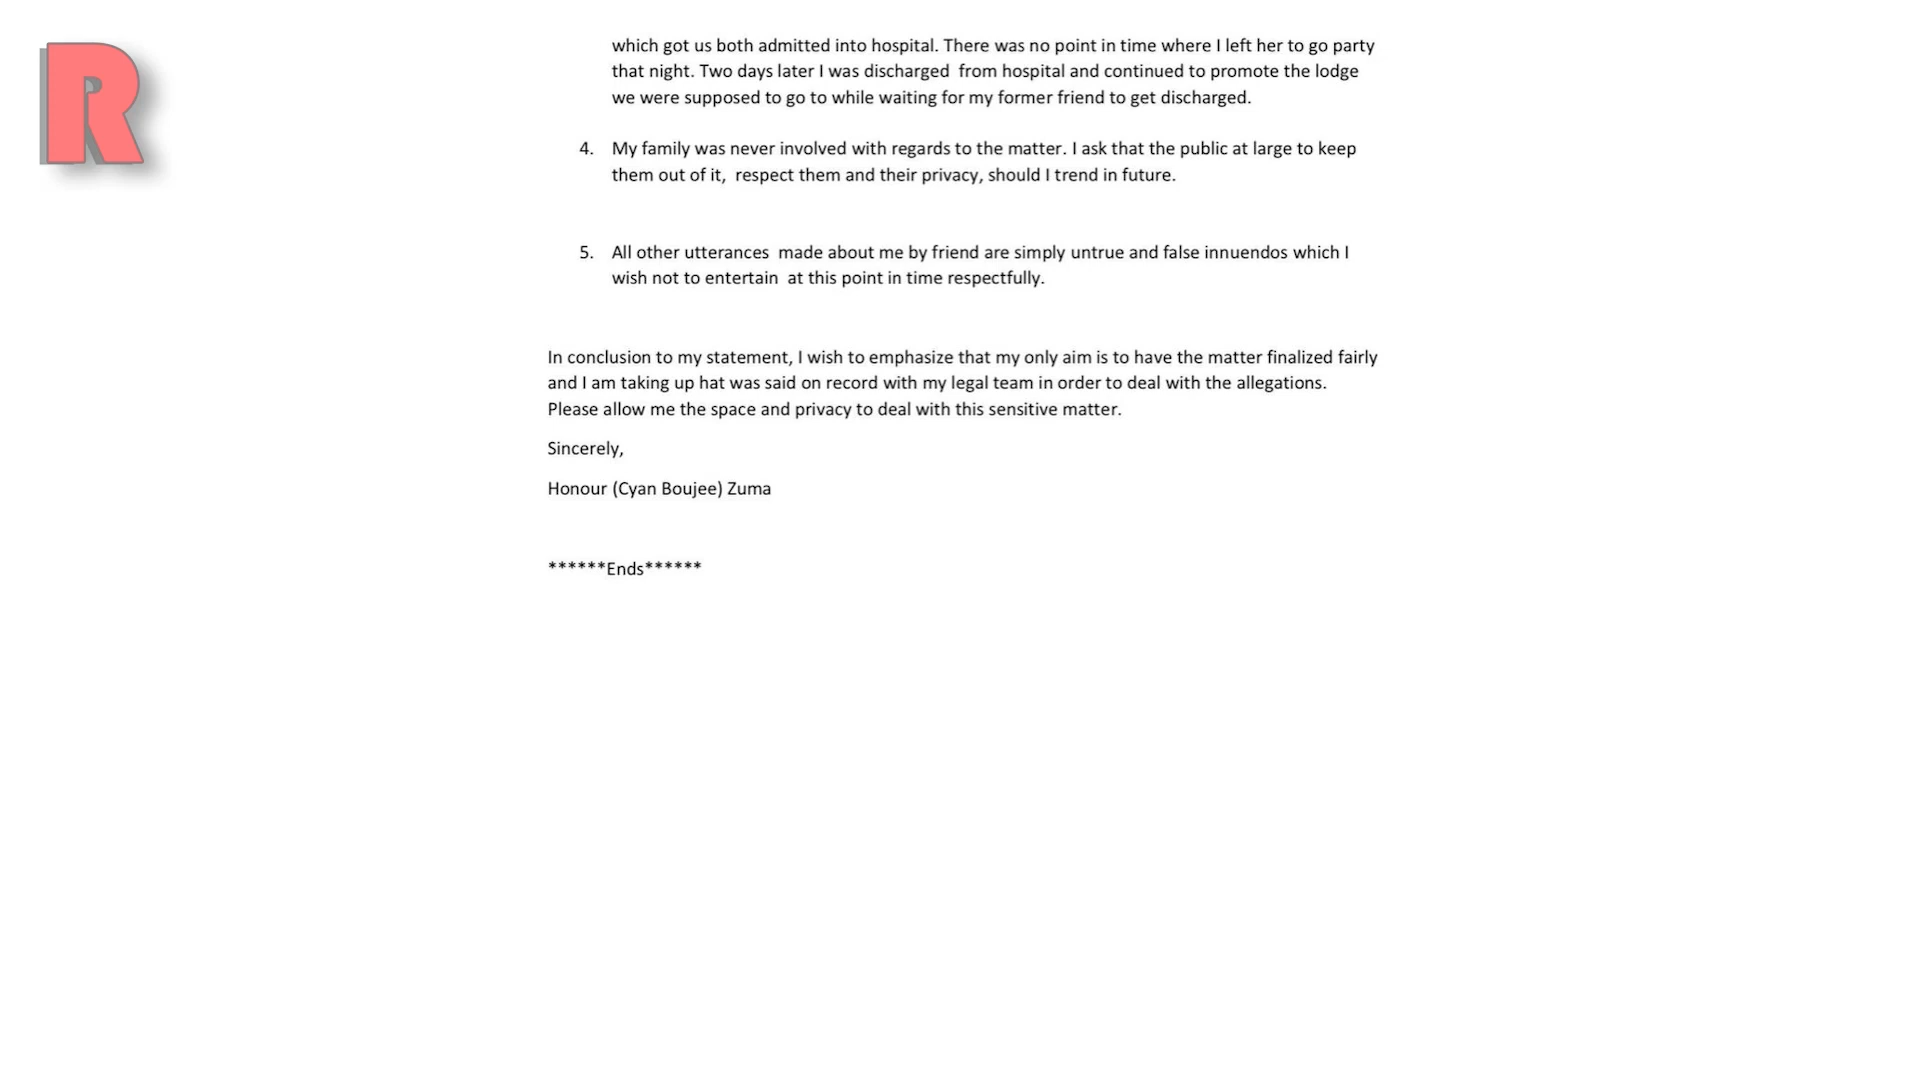 R
which got us both admitted into hospital. There was no point in time where I left her to go party
that night. Two days later I was discharged  from hospital and continued to promote the lodge
we were supposed to go to while waiting for my former friend to get discharged.
4. My family was never involved with regards to the matter. I ask that the public at large to keep
them out of it,  respect them and their privacy, should I trend in future.
5. All other utterances  made about me by friend are simply untrue and false innuendos which I
wish not to entertain  at this point in time respectfully.
In conclusion to my statement, I wish to emphasize that my only aim is to have the matter finalized fairly
and I am taking up hat was said on record with my legal team in order to deal with the allegations.
Please allow me the space and privacy to deal with this sensitive matter.
Sincerely,
Honour (Cyan Boujee) Zuma
******Ends******